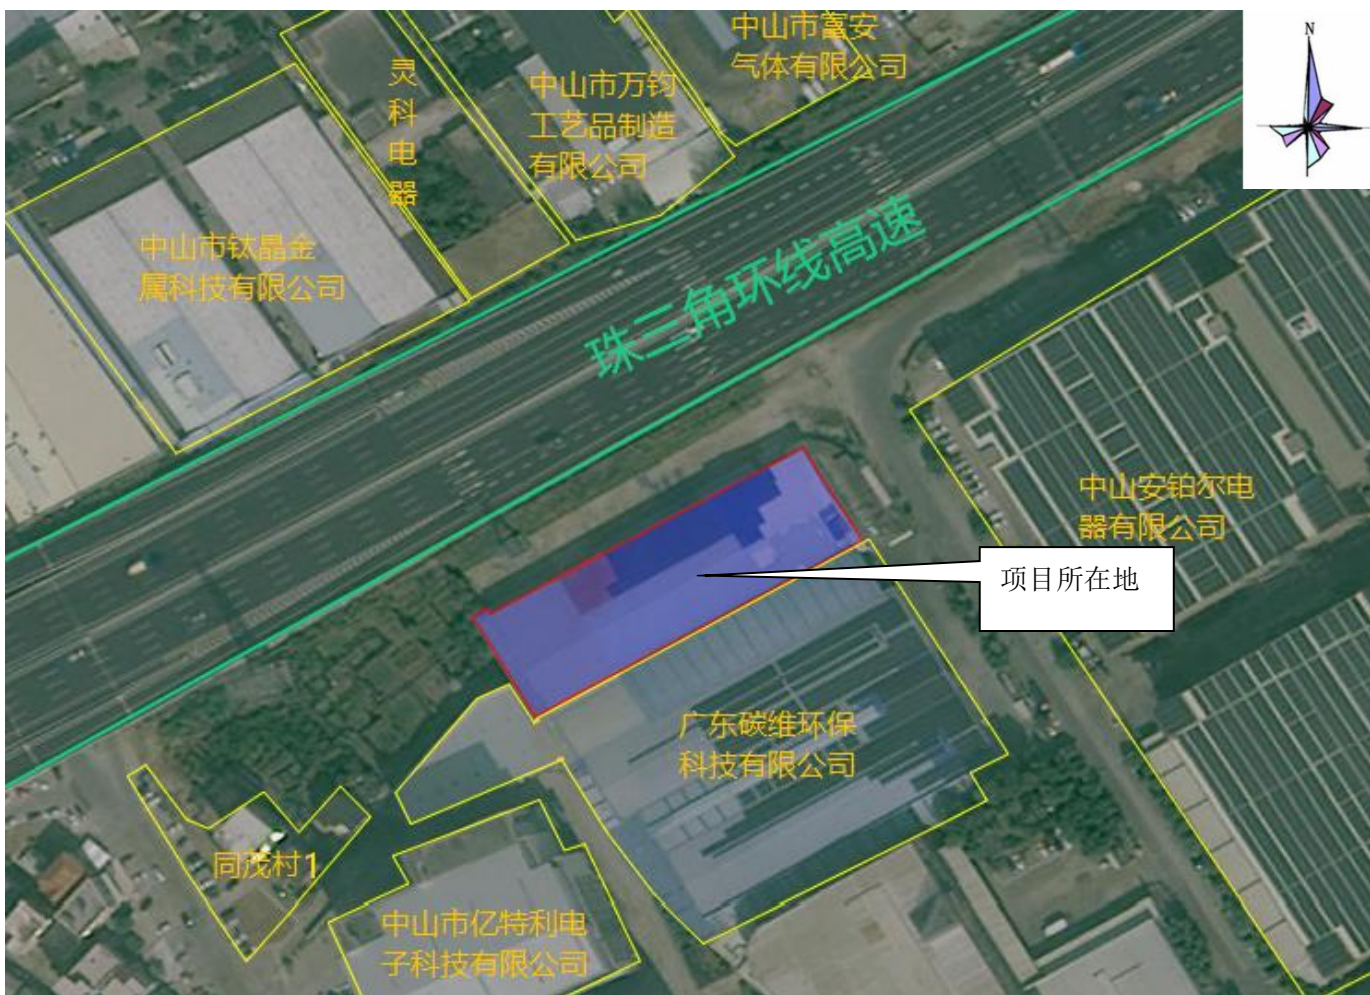 中山市富安
气体有限公司
N
灵
科
电
器
中山市万钧
工艺品制造
有限公司
珠三角环线高速
中山市钛晶金
属科技有限公司
中山安铂尔电
器有限公司
项目所在地
广东碳维环保
科技有限公司
同茂村1
中山市亿特利电
子科技有限公司